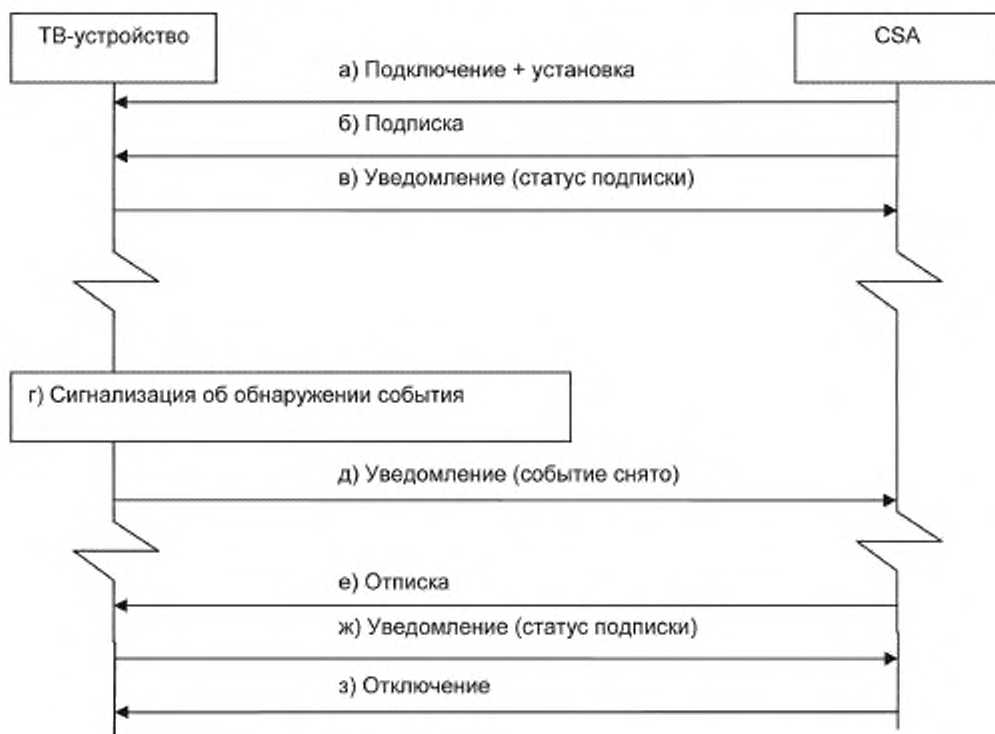 ТВ-устройство
CSA
а) Подключение + установка
б) Подписка
в) Уведомление (статус подписки)
г) Сигнализация об обнаружении события
д) Уведомление (событие снято)
е) Отписка
ж) Уведомление (статус подписки)
з) Отключение